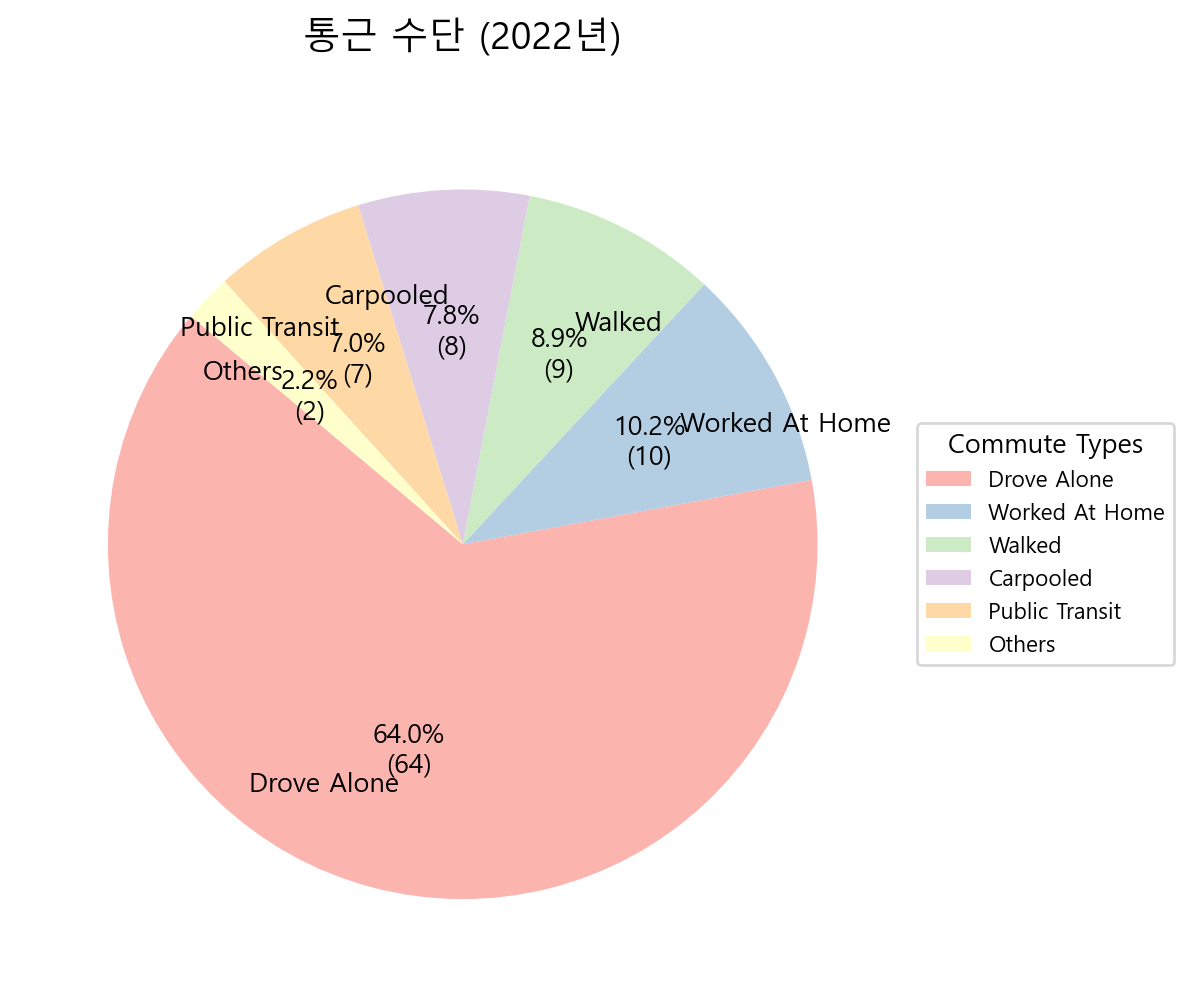 통근 수단 (2022년)
Carpooled
7.8%
(8)
Walked
8.9%
(9)
Public Transit
7.0%
(7)
Others
2.2%
(2)
Worked At Home
10.2%
(10)
64.0%
(64)
Drove Alone
Commute Types
Drove Alone
Worked At Home
Walked
Carpooled
Public Transit
Others